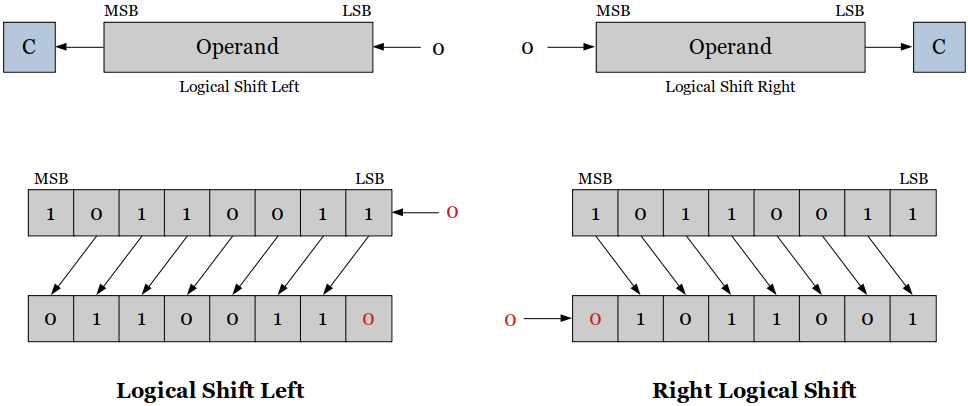 MSB LSB MSB LSB
C Operand 0 0 Operand C
Logical Shift Left Logical Shift Right
MSB LSB MSB LSB
1 0 1 1 0 0 1 1 0 1 0 1 1 0 0 1 1
0 1 1 0 0 1 1 0 0 0 1 0 1 1 0 0 1
Logical Shift Left Right Logical Shift